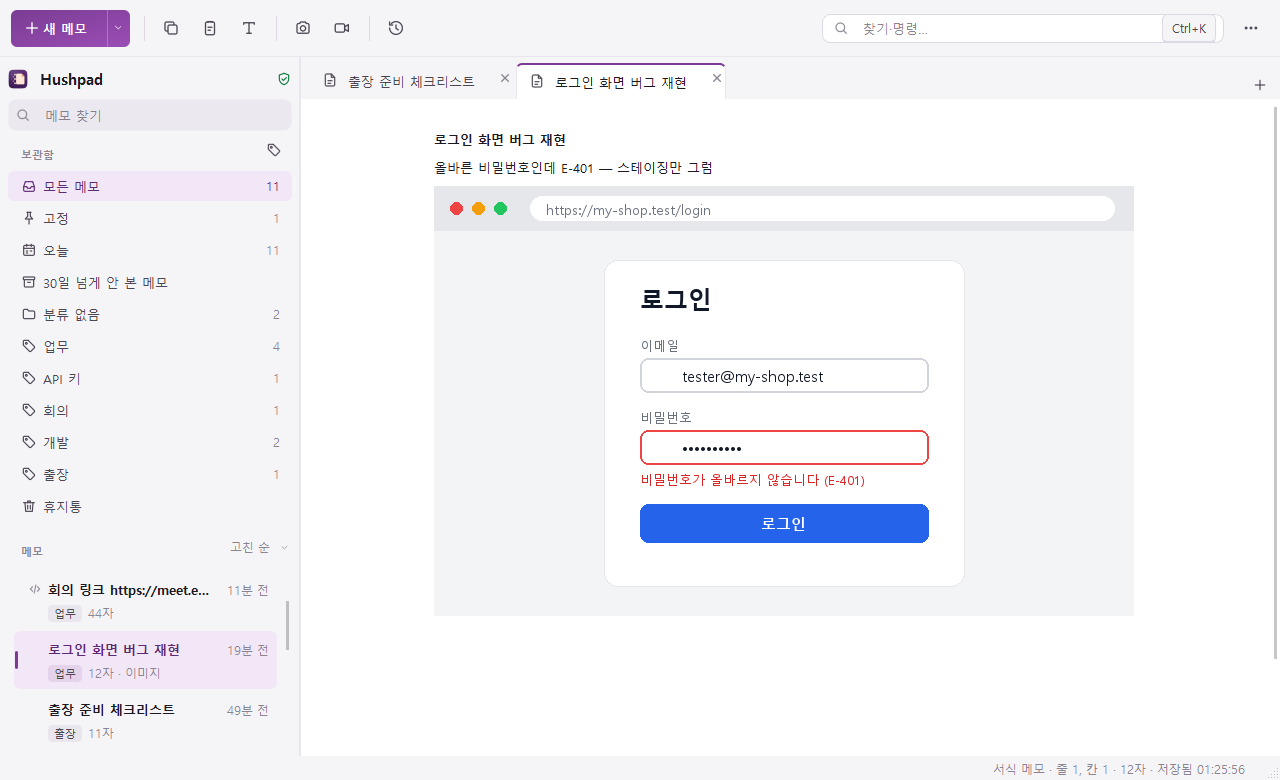 새 메모
찾기·명령...
Ctrl+K
Hushpad
메모 찾기
보관함
모든 메모 11
고정 1
오늘 11
30일 넘게 안 본 메모
분류 없음 2
업무 4
API 키 1
회의 1
개발 2
출장 1
휴지통
메모 고친 순
회의 링크 https://meet.e... 11분 전
업무 44자
로그인 화면 버그 재현 19분 전
업무 12자 · 이미지
출장 준비 체크리스트 49분 전
출장 11자
출장 준비 체크리스트
로그인 화면 버그 재현
로그인 화면 버그 재현
올바른 비밀번호인데 E-401 — 스테이징만 그럼
https://my-shop.test/login
로그인
이메일
tester@my-shop.test
비밀번호
••••••••••
비밀번호가 올바르지 않습니다 (E-401)
로그인
서식 메모 · 줄 1, 칸 1 · 12자 · 저장됨 01:25:56